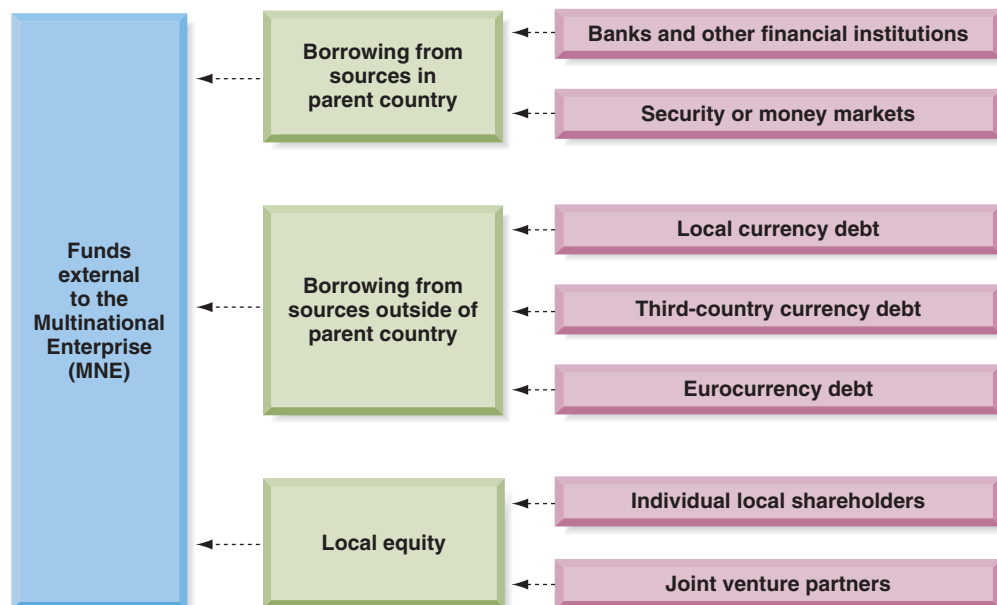 Funds
external
to the
Multinational
Enterprise
(MNE)
Borrowing from
sources in
parent country
Banks and other financial institutions
Security or money markets
Borrowing from
sources outside of
parent country
Local currency debt
Third-country currency debt
Eurocurrency debt
Local equity
Individual local shareholders
Joint venture partners